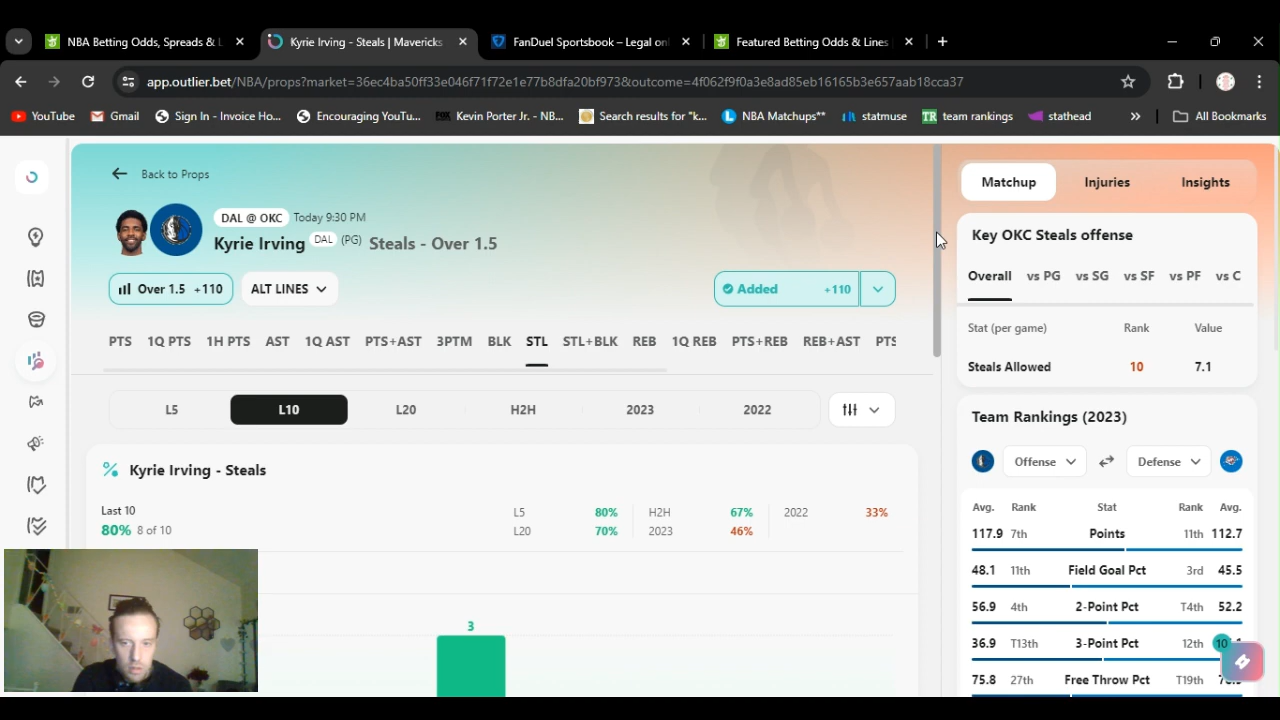 NBA Betting Odds, Spreads & L
Kyrie Irving - Steals | Mavericks
FanDuel Sportsbook – Legal onl
Featured Betting Odds & Lines
app.outlier.bet/NBA/props?market=36ec4ba50ff33e046f71f72e1e77b8dfa20bf973&outcome=4f062f9f0a3e8ad85eb16165b3e657aab18cca37
YouTube
Gmail
Sign In - Invoice Ho...
Encouraging YouTu...
Kevin Porter Jr. - NB...
Search results for "k...
NBA Matchups**
statmuse
TR team rankings
stathead
All Bookmarks
Back to Props
DAL @ OKC Today 9:30 PM
Kyrie Irving DAL (PG) Steals - Over 1.5
Over 1.5 +110
ALT LINES
Added +110
PTS 1Q PTS 1H PTS AST 1Q AST PTS+AST 3PTM BLK STL STL+BLK REB 1Q REB PTS+REB REB+AST PTS
L5 L10 L20 H2H 2023 2022
Kyrie Irving - Steals
Last 10
80% 8 of 10
L5 80% H2H 67% 2022 33%
L20 70% 2023 46%
3
Matchup Injuries Insights
Key OKC Steals offense
Overall vs PG vs SG vs SF vs PF vs C
Stat (per game) Rank Value
Steals Allowed 10 7.1
Team Rankings (2023)
Offense Defense
Avg. Rank Stat Rank Avg.
117.9 7th Points 11th 112.7
48.1 11th Field Goal Pct 3rd 45.5
56.9 4th 2-Point Pct T4th 52.2
36.9 T13th 3-Point Pct 12th
75.8 27th Free Throw Pct T19th